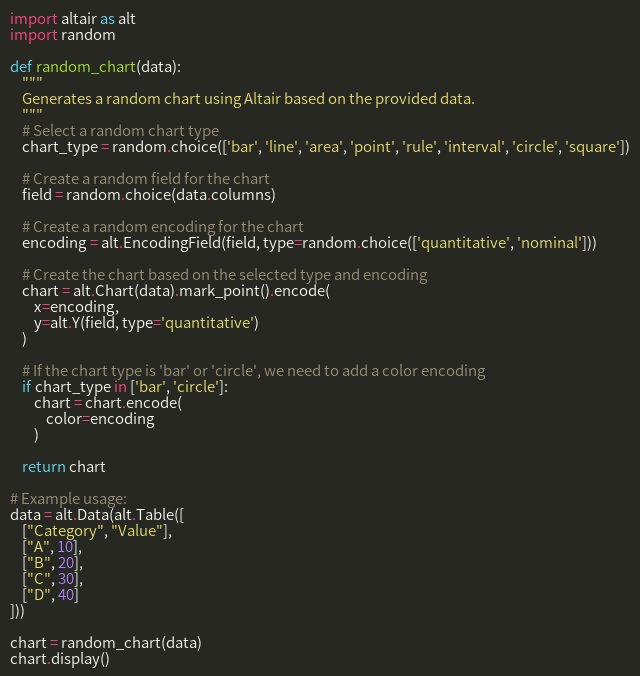 import altair as alt
import random
def random_chart(data):
"""
Generates a random chart using Altair based on the provided data.
"""
# Select a random chart type
chart_type = random.choice(['bar', 'line', 'area', 'point', 'rule', 'interval', 'circle', 'square'])
# Create a random field for the chart
field = random.choice(data.columns)
# Create a random encoding for the chart
encoding = alt.EncodingField(field, type=random.choice(['quantitative', 'nominal']))
# Create the chart based on the selected type and encoding
chart = alt.Chart(data).mark_point().encode(
x=encoding,
y=alt.Y(field, type='quantitative')
)
# If the chart type is 'bar' or 'circle', we need to add a color encoding
if chart_type in ['bar', 'circle']:
chart = chart.encode(
color=encoding
)
return chart
# Example usage:
data = alt.Data(alt.Table([
["Category", "Value"],
["A", 10],
["B", 20],
["C", 30],
["D", 40]
]))
chart = random_chart(data)
chart.display()